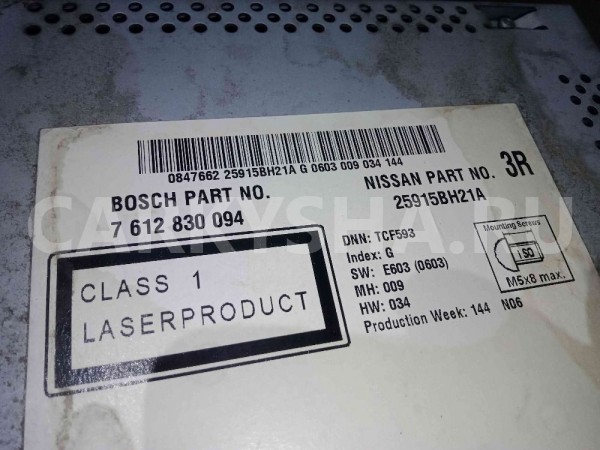 0847662 25915BH21A G 0603 009 034 144
BOSCH PART NO.
7 612 830 094
NISSAN PART NO.
25915BH21A
3R
DNN: TCF593
Index: G
SW: E603 (0603)
MH: 009
HW: 034
Production Week: 144 N06
Mounting Screws
ISO
M5x8 max.
CLASS 1
LASERPRODUCT
CARKYSHA.RU